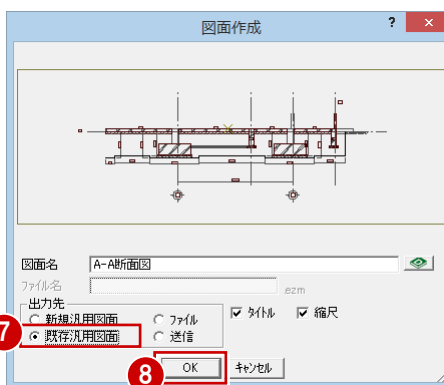 図面作成
?
×
図面名 A-A断面図
ファイル名 .ezm
出力先
新規汎用図面 ファイル
既存汎用図面 送信
タイトル 縮尺
7
8
OK キャンセル